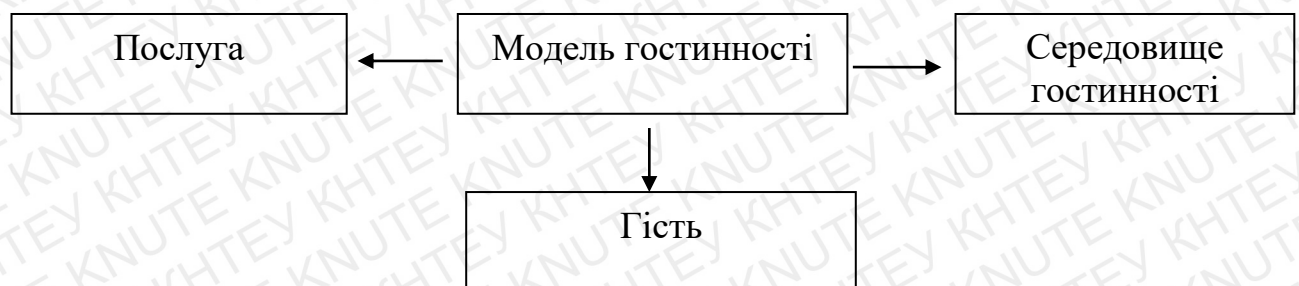 Послуга
Модель гостинності
Середовище
гостинності
Гість